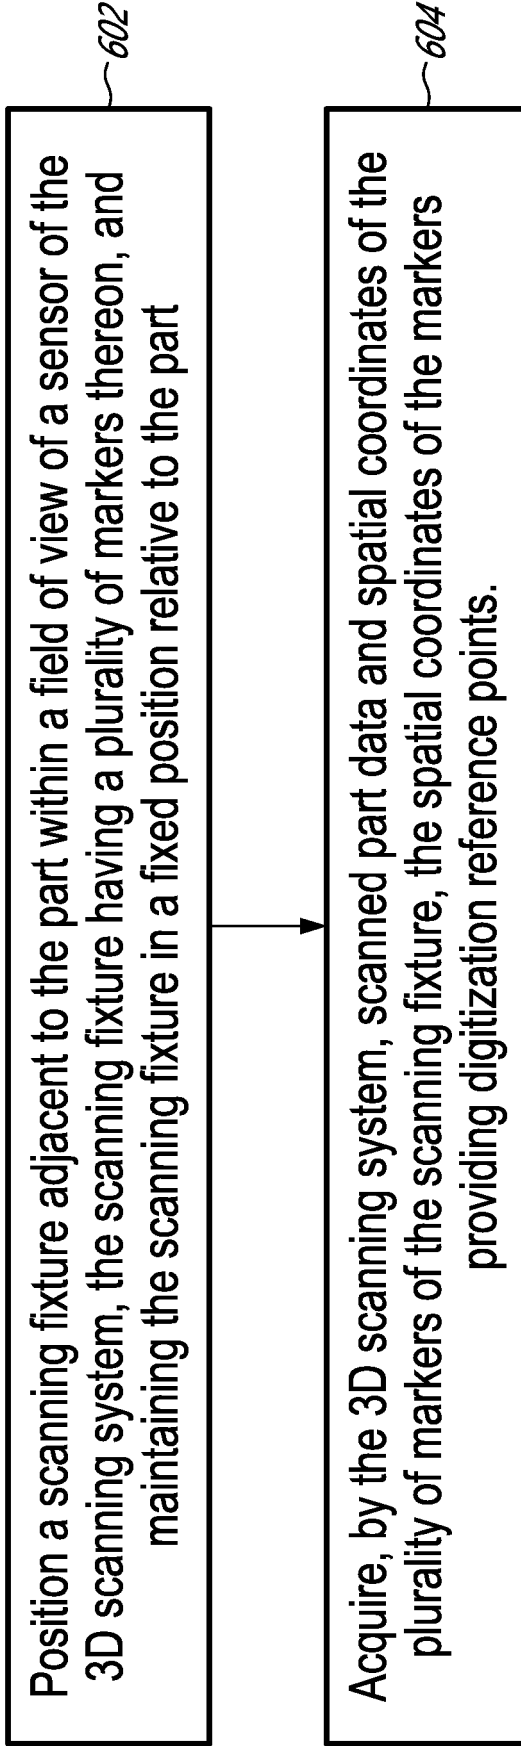 602
Position a scanning fixture adjacent to the part within a field of view of a sensor of the
3D scanning system, the scanning fixture having a plurality of markers thereon, and
maintaining the scanning fixture in a fixed position relative to the part
604
Acquire, by the 3D scanning system, scanned part data and spatial coordinates of the
plurality of markers of the scanning fixture, the spatial coordinates of the markers
providing digitization reference points.